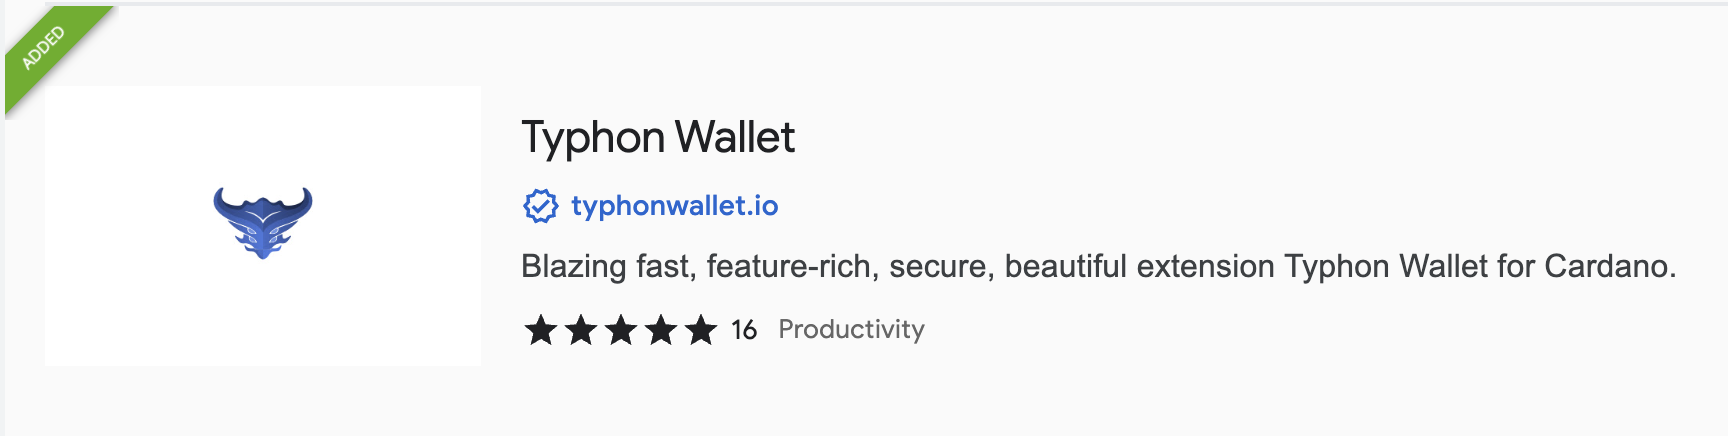 ADDED
Typhon Wallet
typhonwallet.io
Blazing fast, feature-rich, secure, beautiful extension Typhon Wallet for Cardano.
16 Productivity